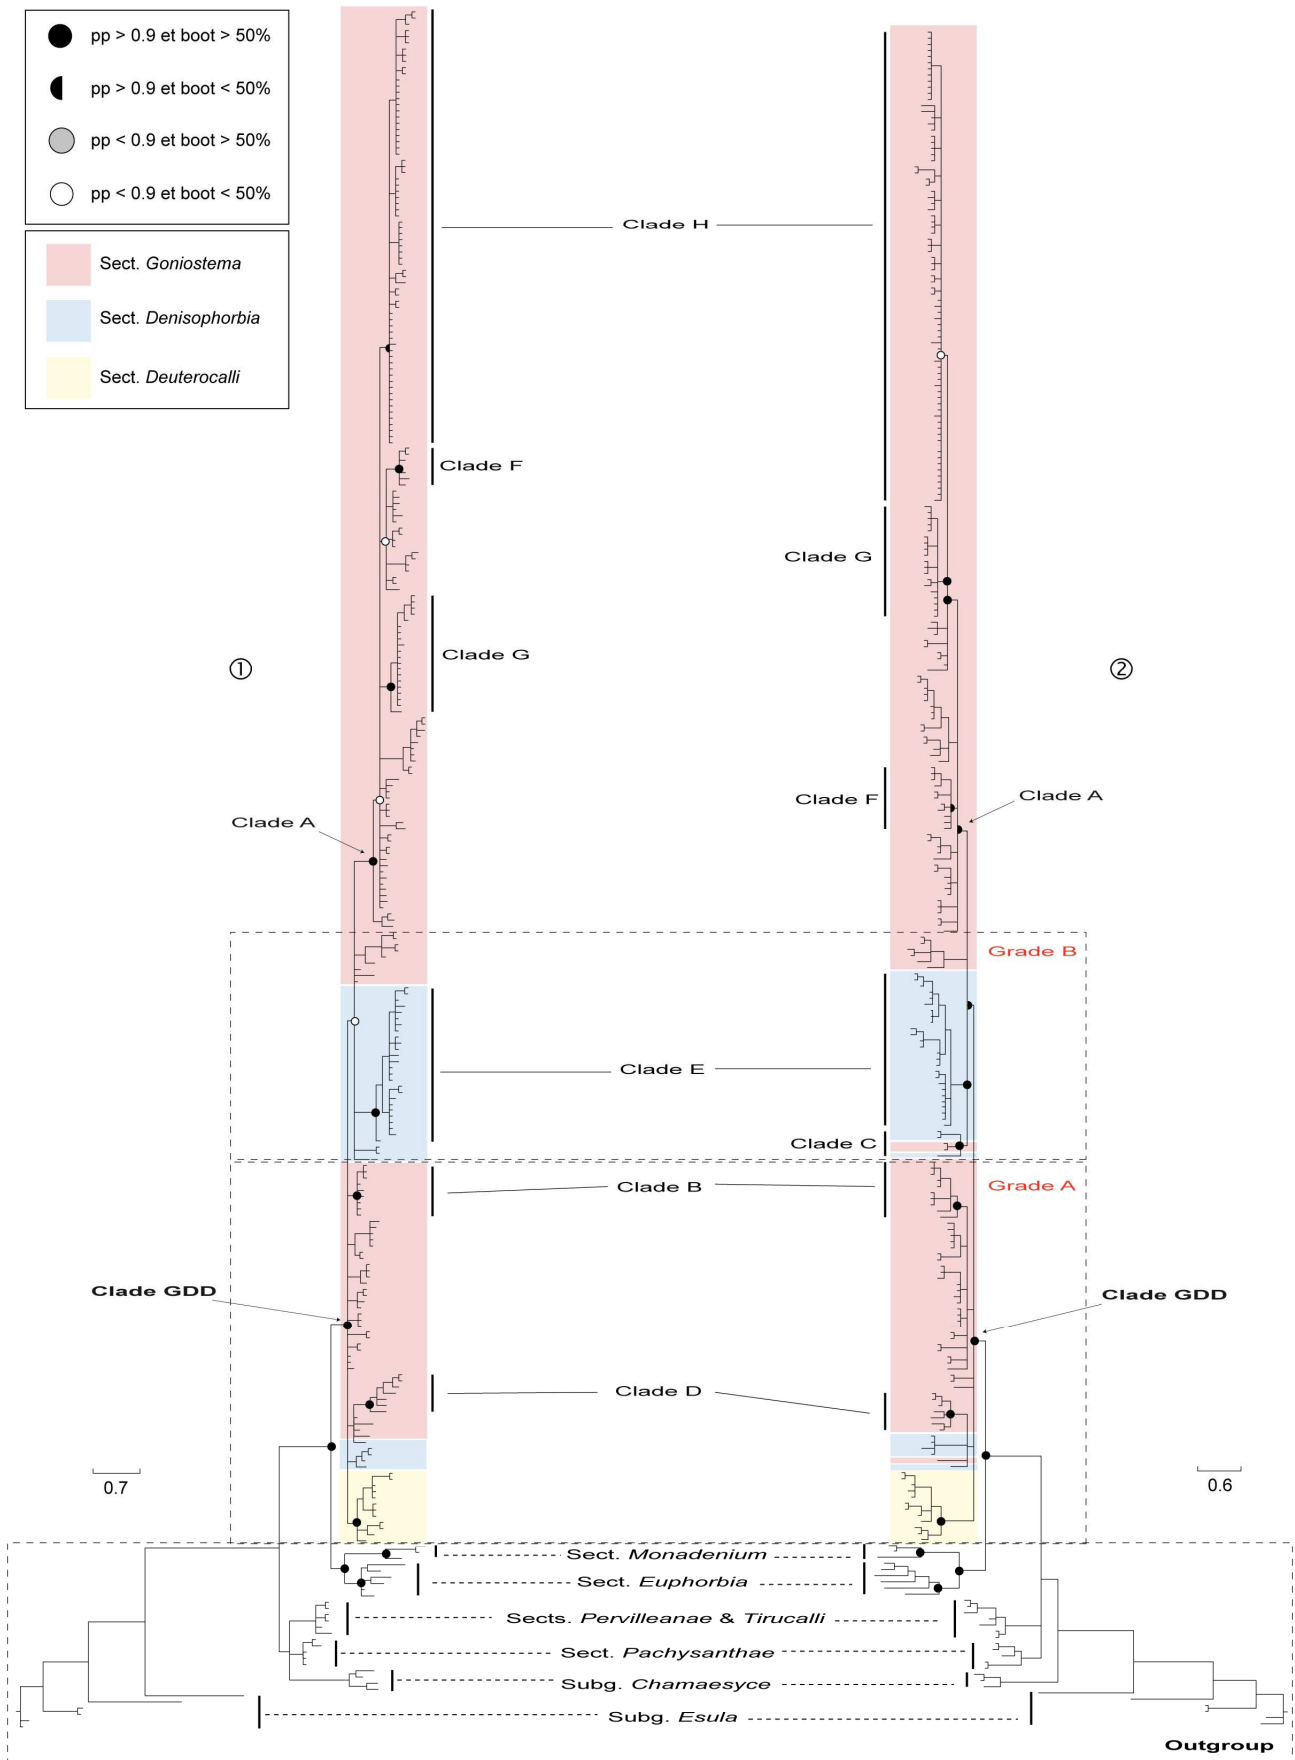 pp > 0.9 et boot > 50%
pp > 0.9 et boot < 50%
pp < 0.9 et boot > 50%
pp < 0.9 et boot < 50%
Sect. Goniostema
Sect. Denisophorbia
Sect. Deuterocalli
Clade H
Clade F
Clade G
Clade G
①
②
Clade F
Clade A
Clade A
Grade B
Clade E
Clade C
Clade B
Grade A
Clade GDD
Clade GDD
Clade D
0.7
0.6
Sect. Monadenium
Sect. Euphorbia
Sects. Pervilleanae & Tirucalli
Sect. Pachysanthae
Subg. Chamaesyce
Subg. Esula
Outgroup